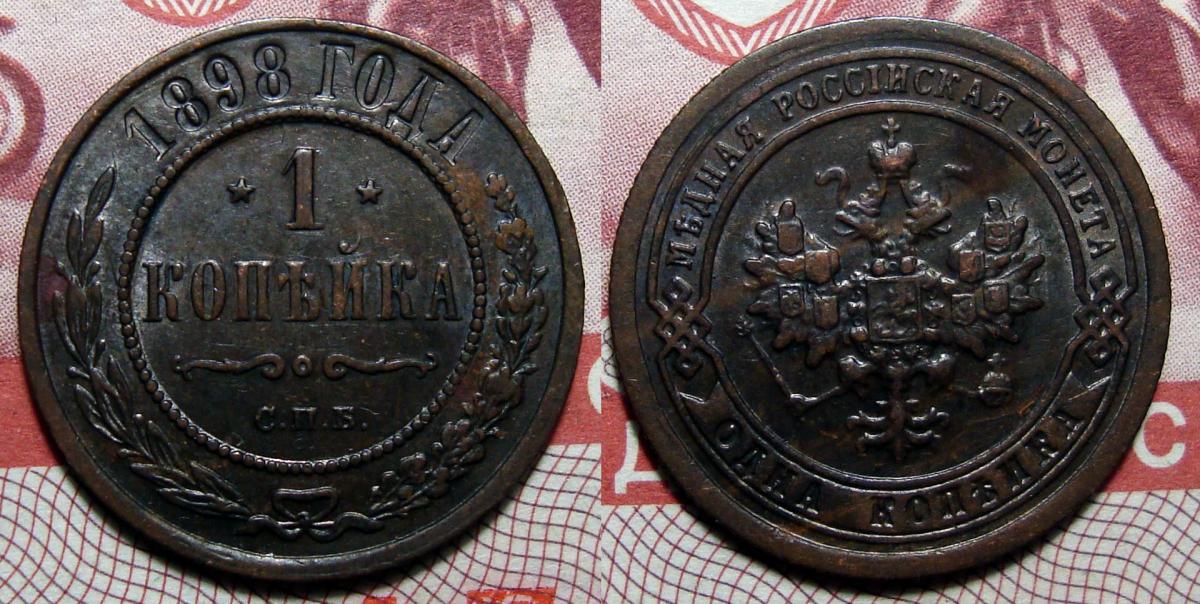 1898 ГОДА
1
КОПѢЙКА
С.П.Б.
МѢДНАЯ РОССІЙСКАЯ МОНЕТА
ОДНА КОПѢЙКА
С